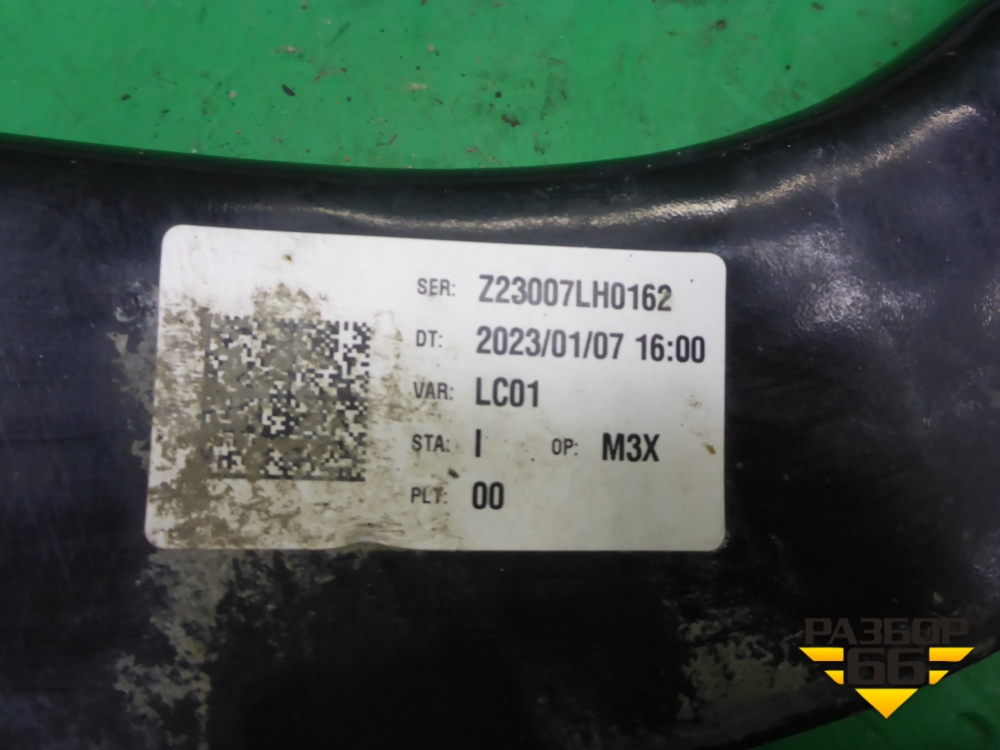 SER: Z23007LH0162
DT: 2023/01/07 16:00
VAR: LC01
STA: I OP: M3X
PLT: 00
РАЗБОР
66